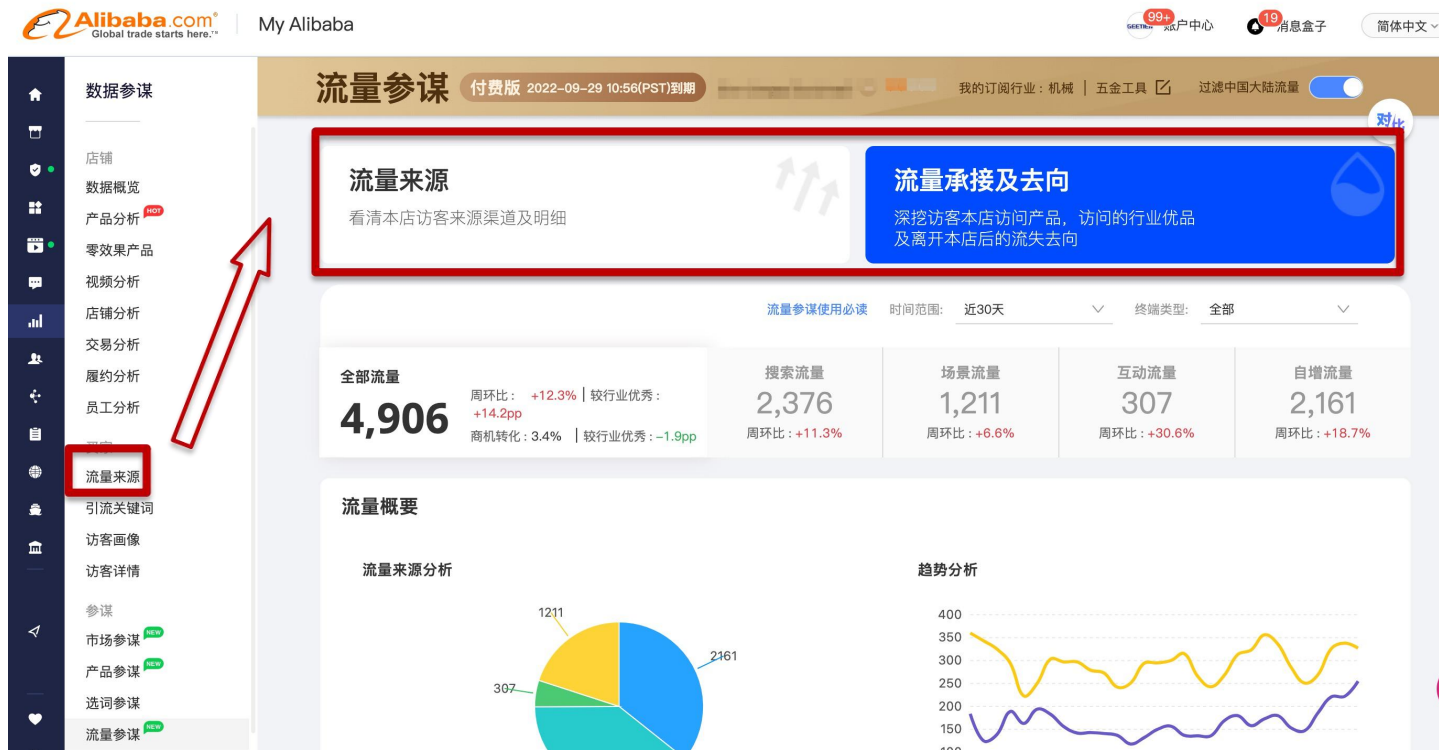 Alibaba.com®
Global trade starts here.™
My Alibaba
99+
账户中心
19
消息盒子
简体中文
数据参谋
店铺
数据概览
产品分析 HOT
零效果产品
视频分析
店铺分析
交易分析
履约分析
员工分析
流量来源
引流关键词
访客画像
访客详情
参谋
市场参谋 NEW
产品参谋 NEW
选词参谋
流量参谋 NEW
流量参谋
付费版 2022-09-29 10:56(PST)到期
我的订阅行业 : 机械 | 五金工具
过滤中国大陆流量
对比
流量来源
看清本店访客来源渠道及明细
流量承接及去向
深挖访客本店访问产品，访问的行业优品
及离开本店后的流失去向
流量参谋使用必读
时间范围: 近30天
终端类型: 全部
全部流量
4,906
周环比 : +12.3% | 较行业优秀 :
+14.2pp
商机转化 : 3.4% | 较行业优秀 : -1.9pp
搜索流量
2,376
周环比 : +11.3%
场景流量
1,211
周环比 : +6.6%
互动流量
307
周环比 : +30.6%
自增流量
2,161
周环比 : +18.7%
流量概要
流量来源分析
1211
2161
307
趋势分析
400
350
300
250
200
150